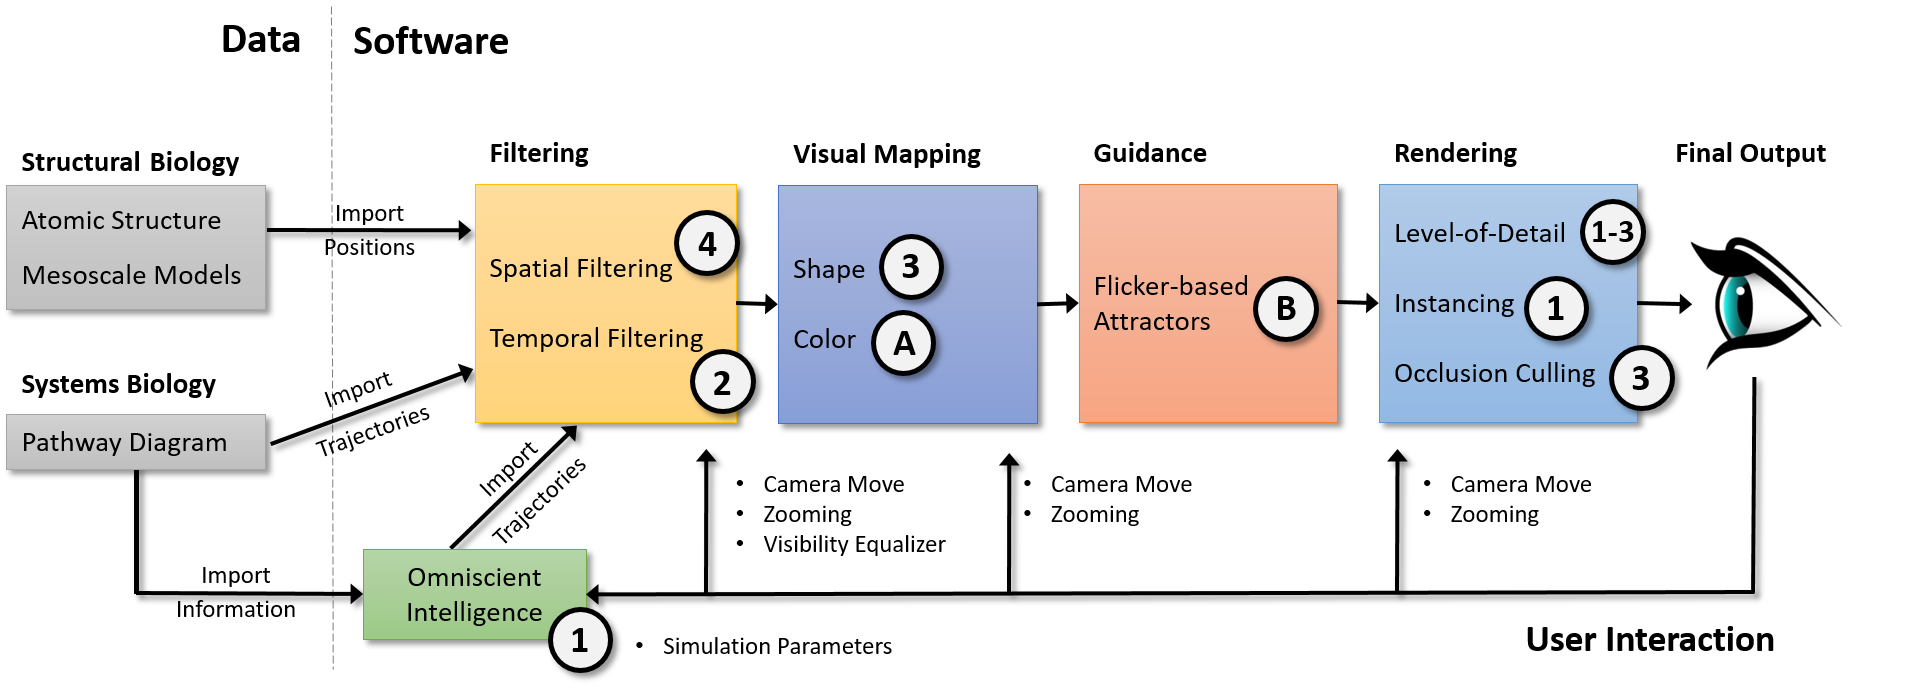 Data
Software
Structural Biology
Atomic Structure
Mesoscale Models
Import
Positions
Systems Biology
Pathway Diagram
Import
Trajectories
Import
Information
Filtering
Spatial Filtering
4
Temporal Filtering
2
Import
Trajectories
Omniscient
Intelligence
1
• Simulation Parameters
Visual Mapping
Shape
3
Color
A
Guidance
Flicker-based
Attractors
B
Rendering
Level-of-Detail
1-3
Instancing
1
Occlusion Culling
3
Final Output
• Camera Move
• Zooming
• Visibility Equalizer
• Camera Move
• Zooming
• Camera Move
• Zooming
User Interaction